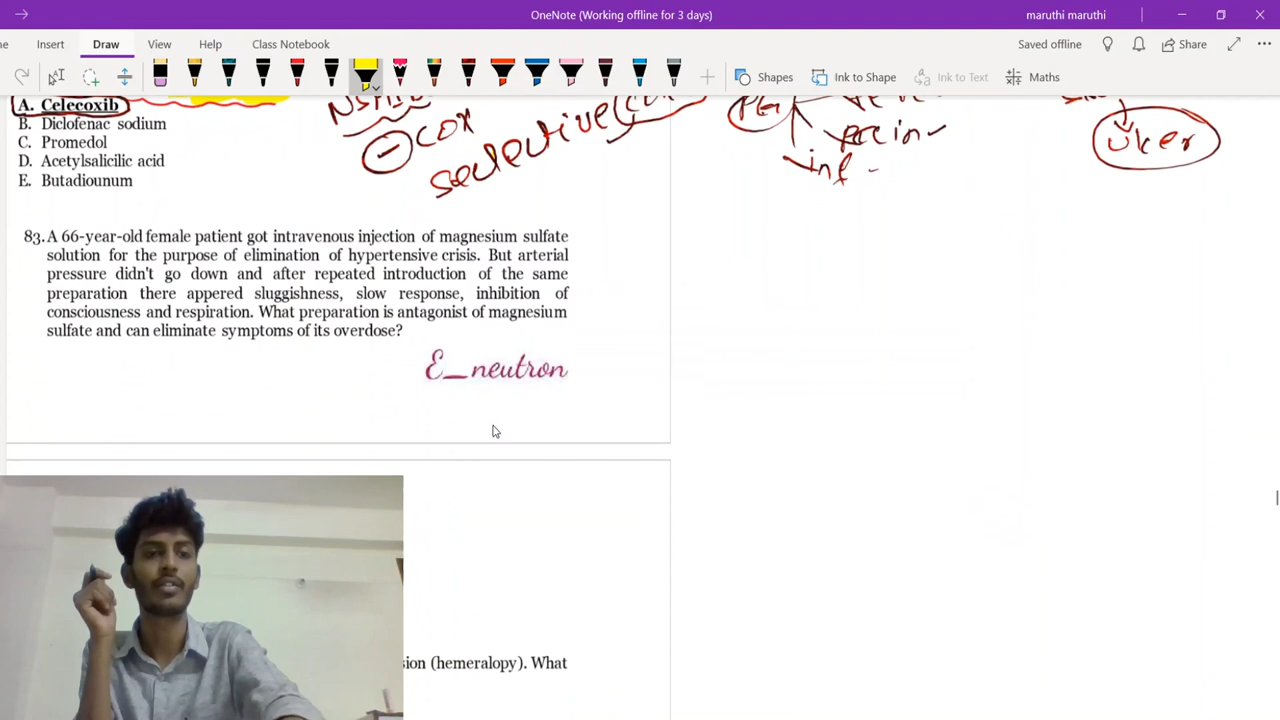 OneNote (Working offline for 3 days)
maruthi maruthi
Insert
Draw
View
Help
Class Notebook
Saved offline
Share
Shapes
Ink to Shape
Ink to Text
Maths
A. Celecoxib
B. Diclofenac sodium
C. Promedol
D. Acetylsalicilic acid
E. Butadiounum
cox
selective
inf
83. A 66-year-old female patient got intravenous injection of magnesium sulfate
solution for the purpose of elimination of hypertensive crisis. But arterial
pressure didn't go down and after repeated introduction of the same
preparation there appered sluggishness, slow response, inhibition of
consciousness and respiration. What preparation is antagonist of magnesium
sulfate and can eliminate symptoms of its overdose?
E_neutron
sion (hemeralopy). What